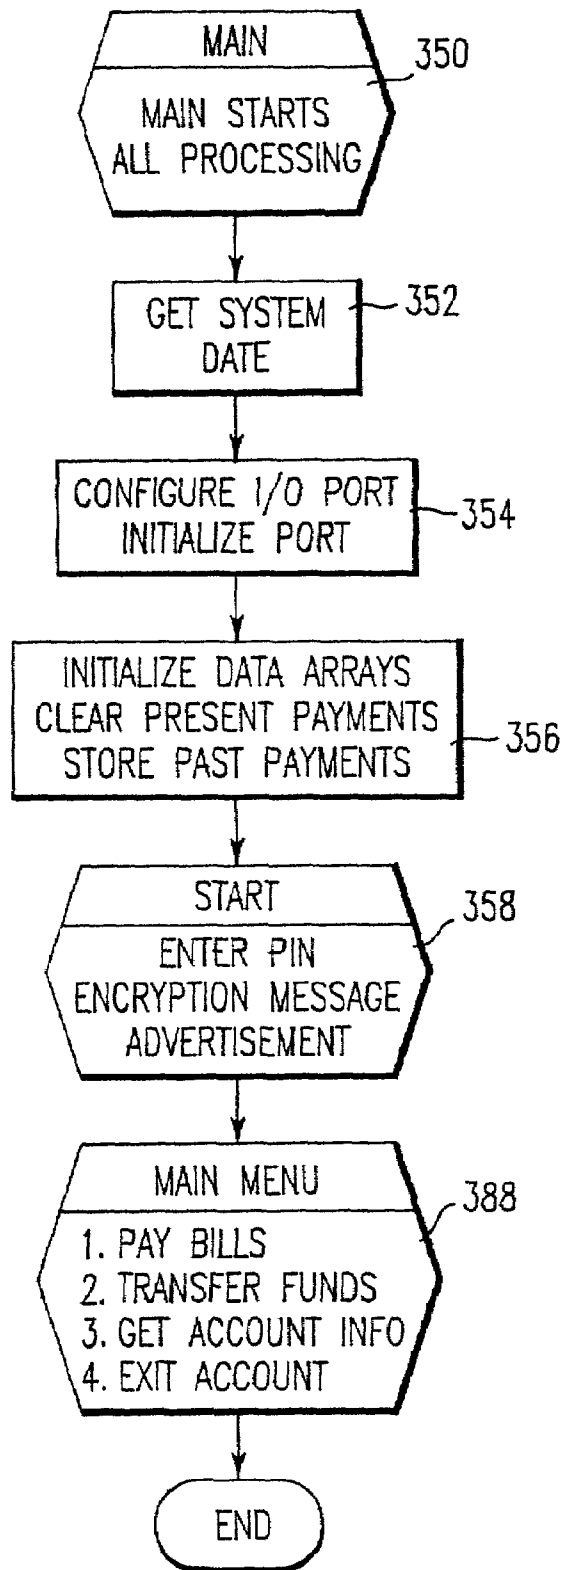 MAIN
350
MAIN STARTS
ALL PROCESSING
GET SYSTEM
DATE
352
CONFIGURE I/O PORT
INITIALIZE PORT
354
INITIALIZE DATA ARRAYS
CLEAR PRESENT PAYMENTS
STORE PAST PAYMENTS
356
START
358
ENTER PIN
ENCRYPTION MESSAGE
ADVERTISEMENT
MAIN MENU
388
1. PAY BILLS
2. TRANSFER FUNDS
3. GET ACCOUNT INFO
4. EXIT ACCOUNT
END